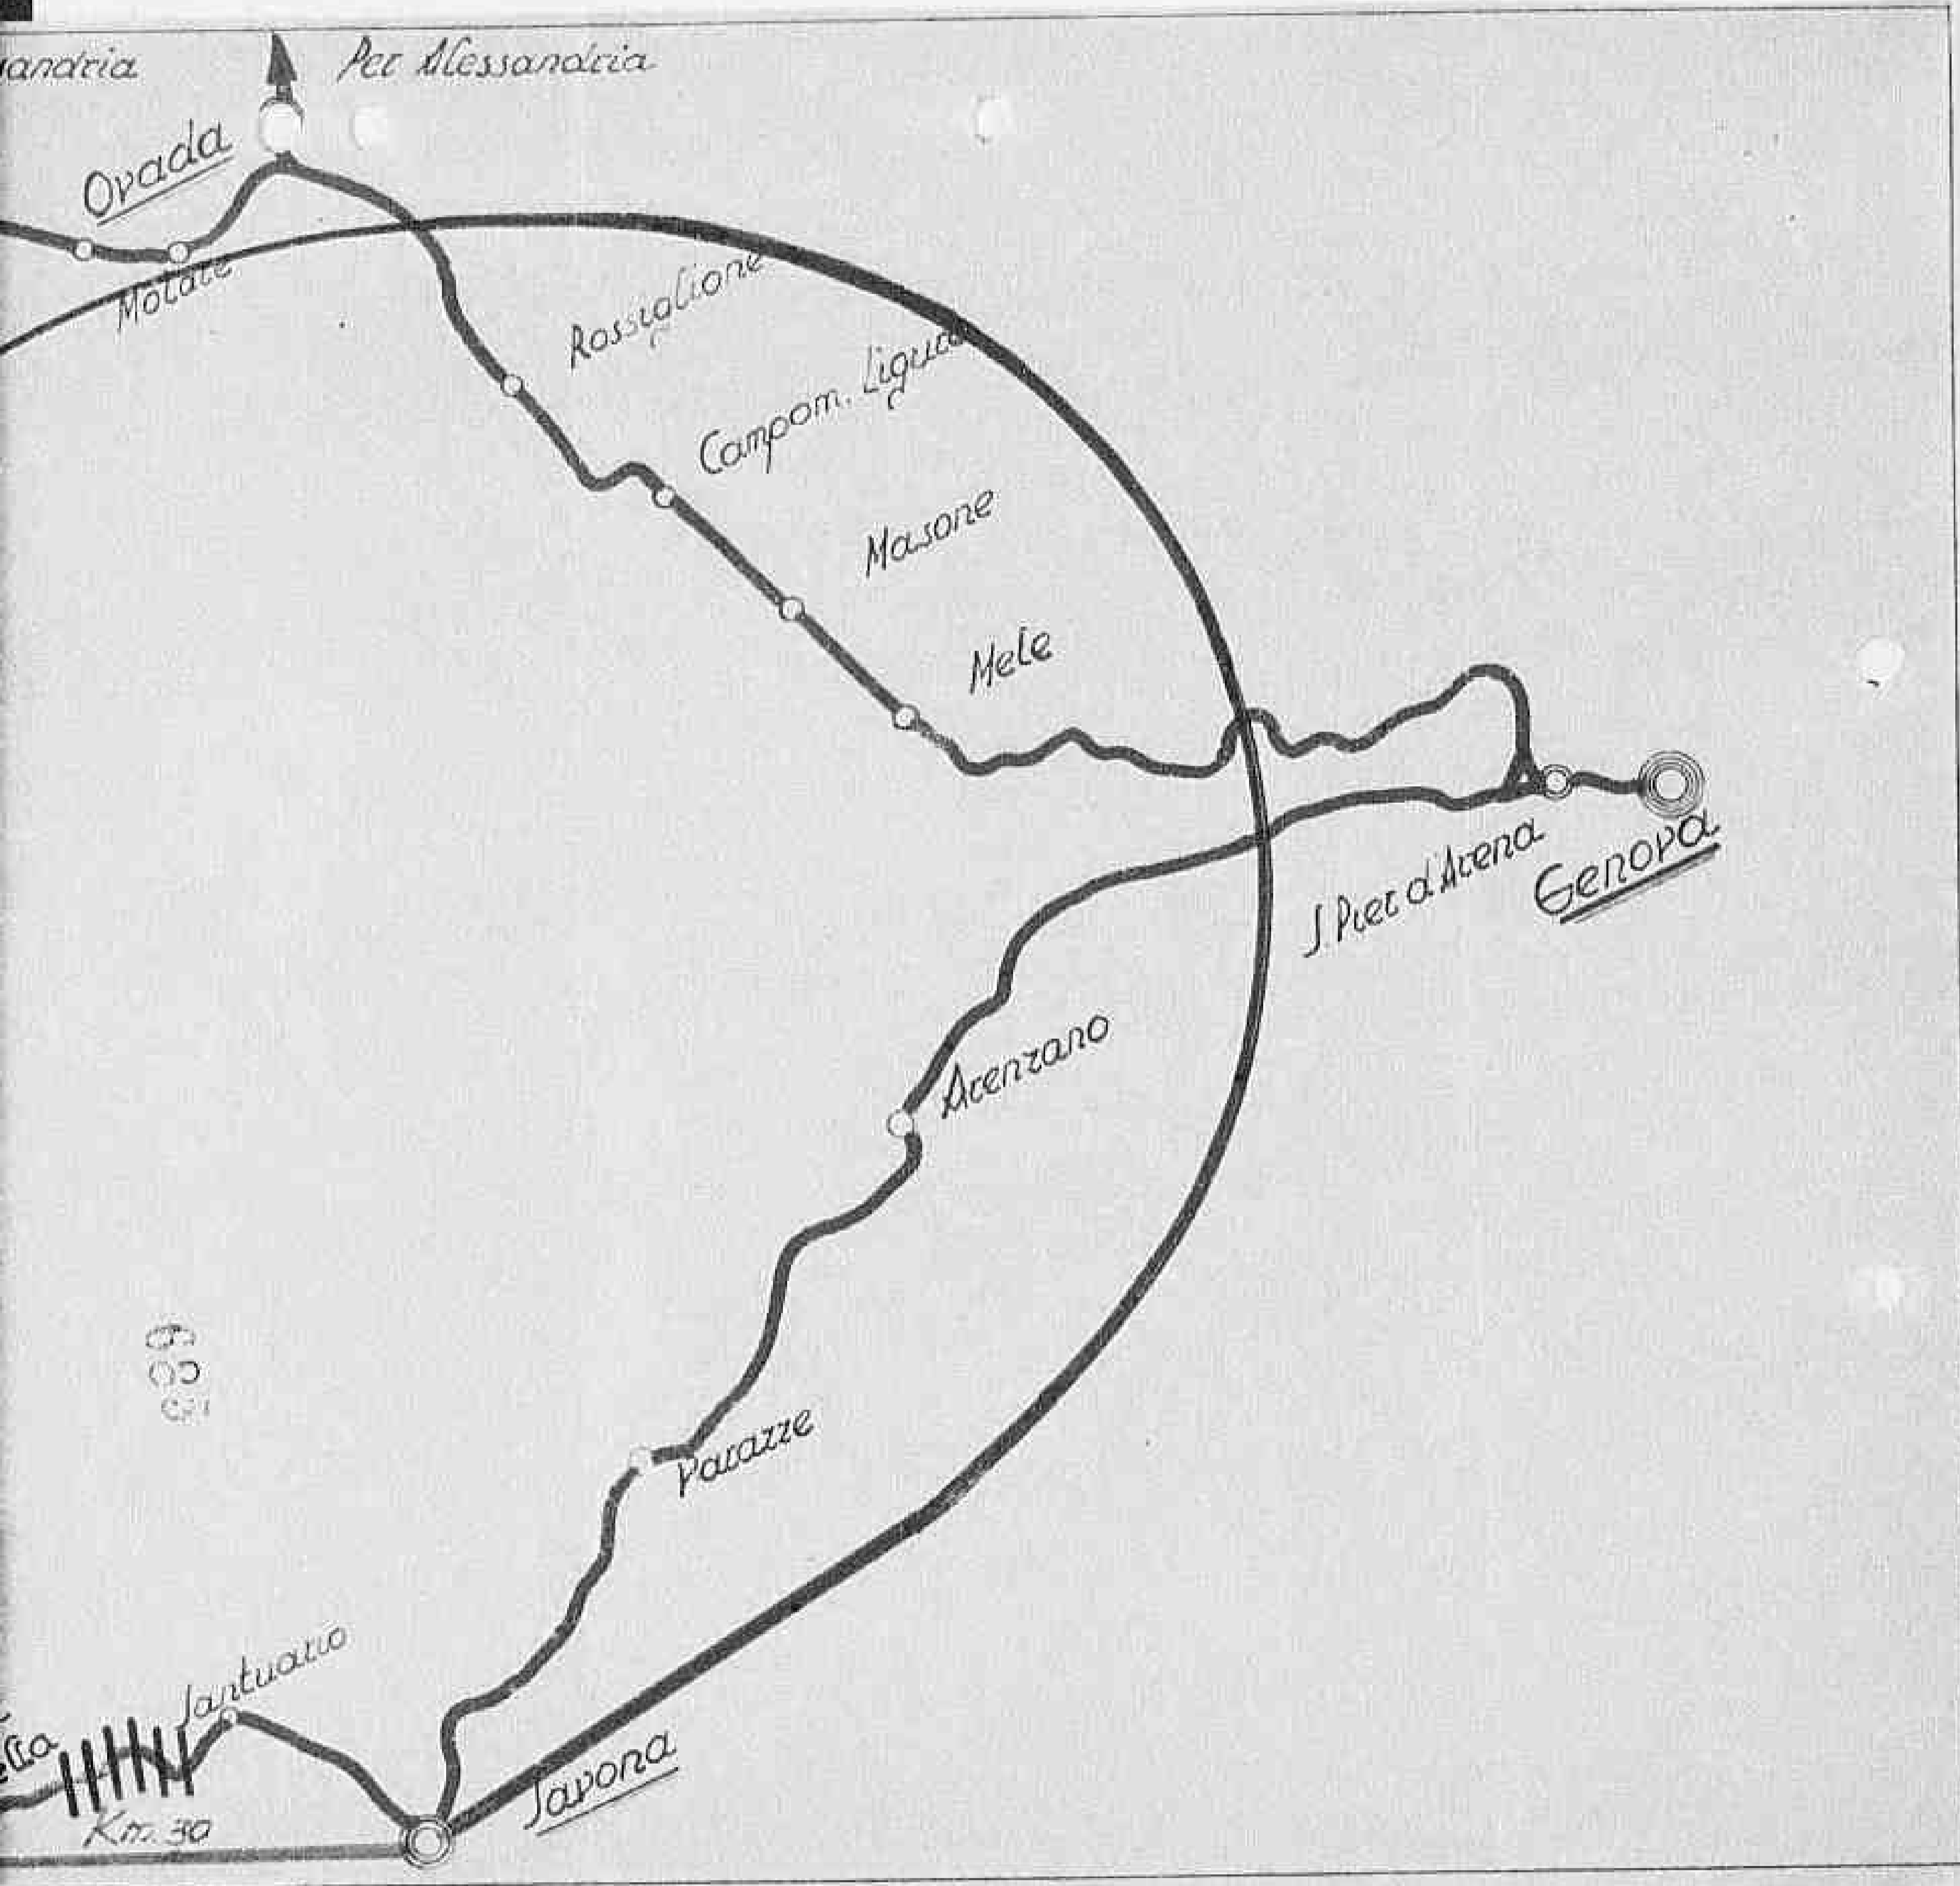 Per Alessandria
Ovada
Molare
Rossiglione
Campom. Ligure
Masone
Mele
S. Pier d'Arena
Genova
Arenzano
Varazze
Santuario
Km. 30
Savona